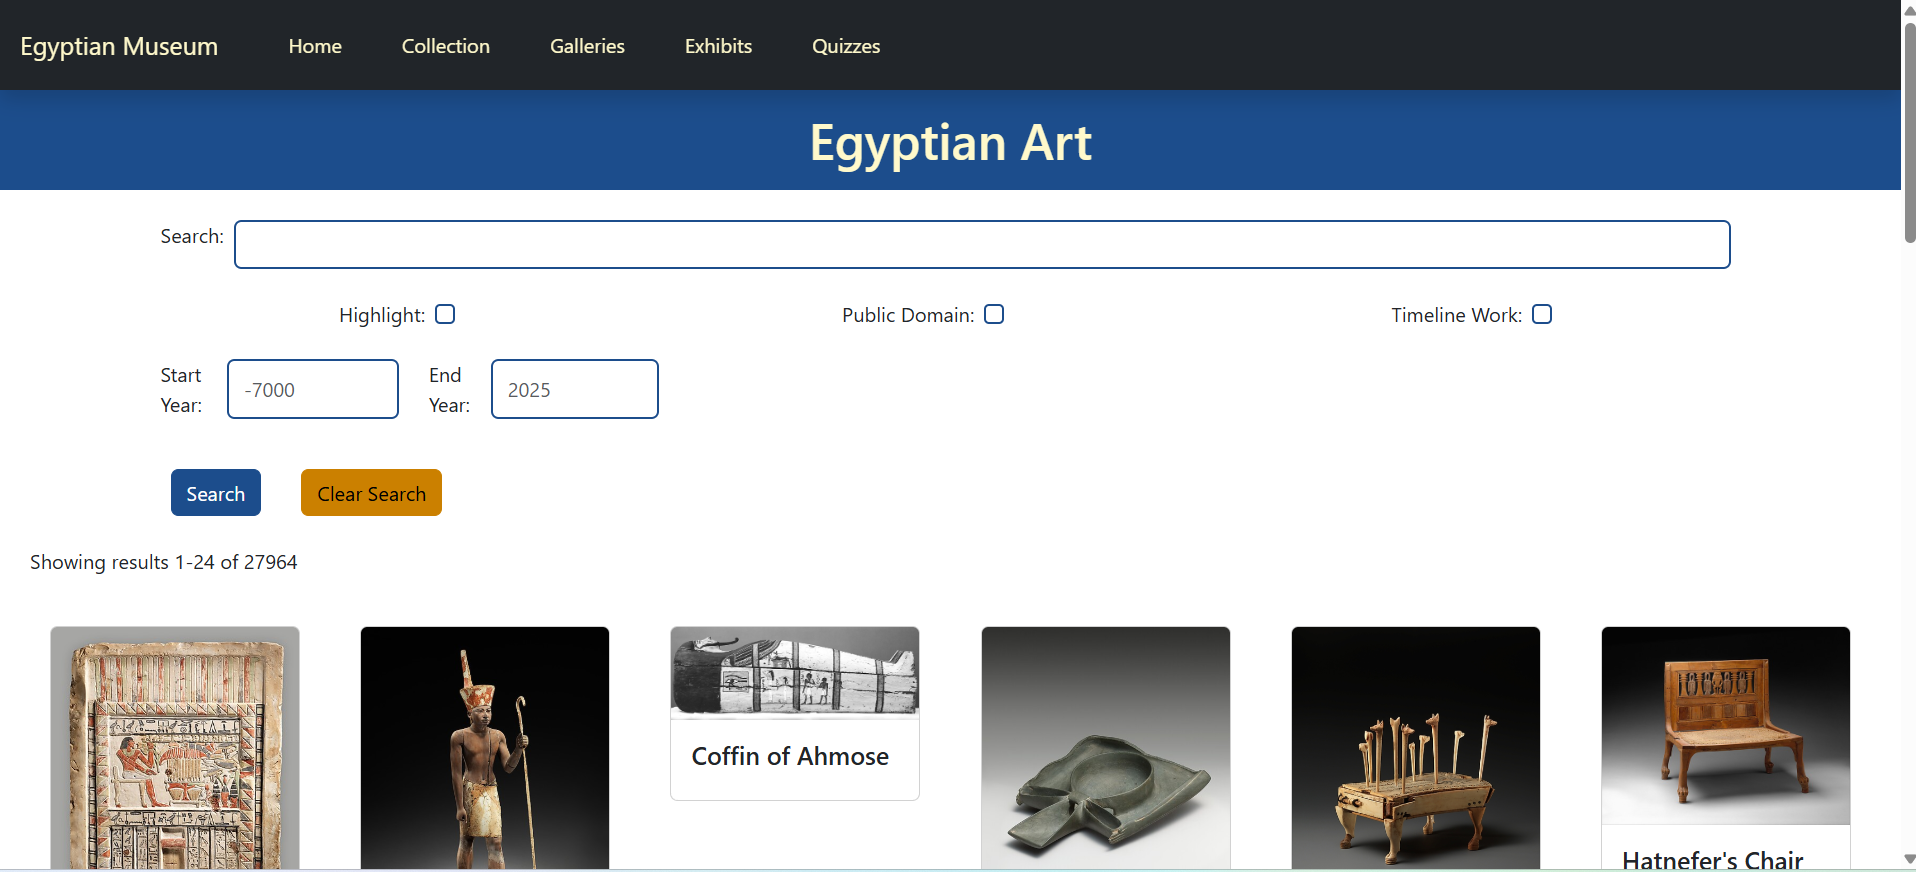 Egyptian Museum Home Collection Galleries Exhibits Quizzes
Egyptian Art
Search:
Highlight: Public Domain: Timeline Work:
Start Year: -7000 End Year: 2025
Search Clear Search
Showing results 1-24 of 27964
Coffin of Ahmose
Hatnefer's Chair